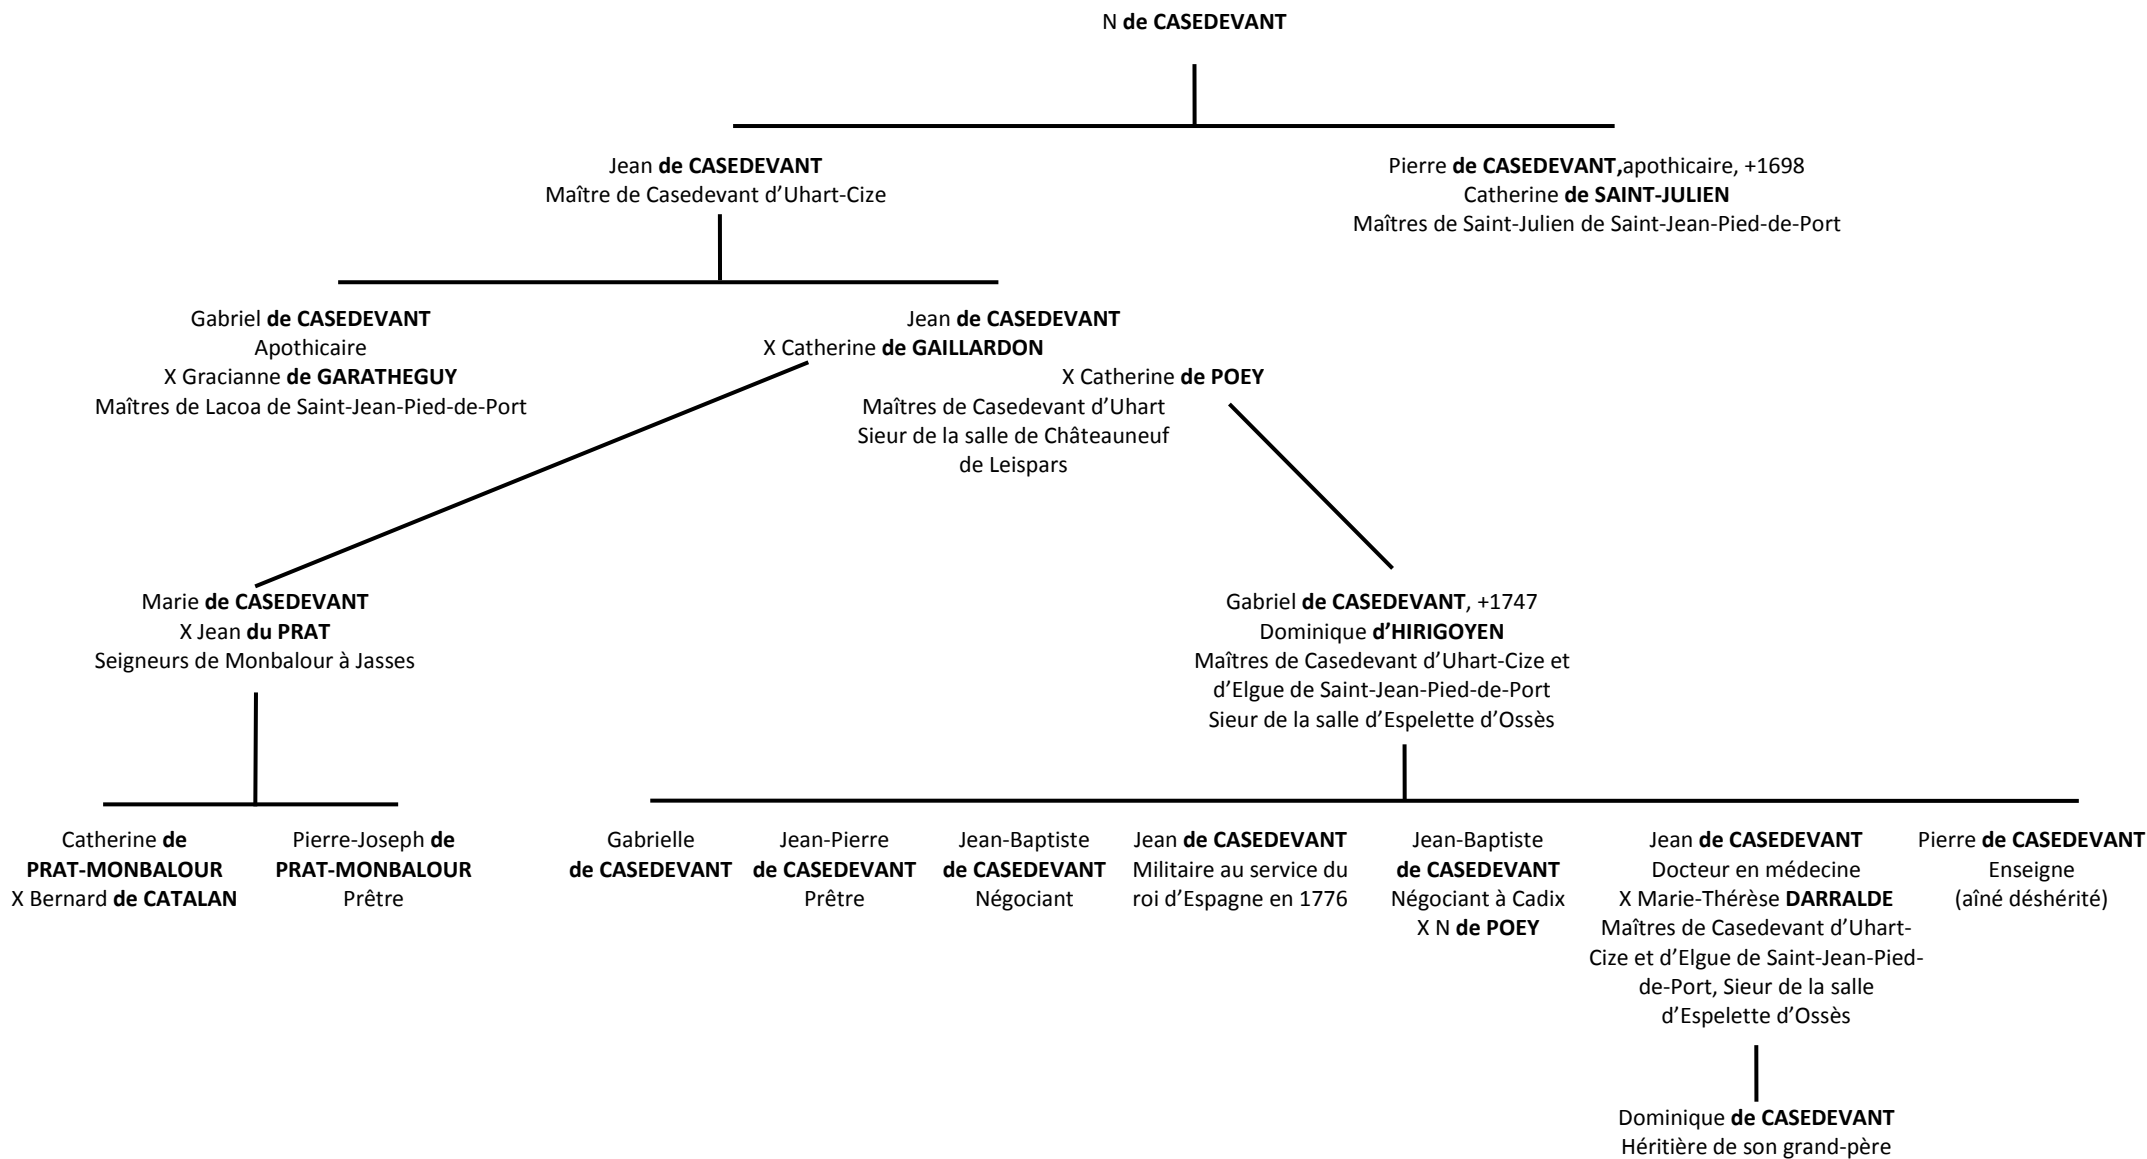 N de CASEDEVANT
Jean de CASEDEVANT
Maître de Casedevant d’Uhart-Cize
Pierre de CASEDEVANT,apothicaire, +1698
Catherine de SAINT-JULIEN
Maîtres de Saint-Julien de Saint-Jean-Pied-de-Port
Gabriel de CASEDEVANT
Apothicaire
X Gracianne de GARATHEGUY
Maîtres de Lacoa de Saint-Jean-Pied-de-Port
Jean de CASEDEVANT
X Catherine de GAILLARDON
X Catherine de POEY
Maîtres de Casedevant d’Uhart
Sieur de la salle de Châteauneuf
de Leispars
Marie de CASEDEVANT
X Jean du PRAT
Seigneurs de Monbalour à Jasses
Gabriel de CASEDEVANT, +1747
Dominique d’HIRIGOYEN
Maîtres de Casedevant d’Uhart-Cize et
d’Elgue de Saint-Jean-Pied-de-Port
Sieur de la salle d’Espelette d’Ossès
Catherine de
PRAT-MONBALOUR
X Bernard de CATALAN
Pierre-Joseph de
PRAT-MONBALOUR
Prêtre
Gabrielle
de CASEDEVANT
Jean-Pierre
de CASEDEVANT
Prêtre
Jean-Baptiste
de CASEDEVANT
Négociant
Jean de CASEDEVANT
Militaire au service du
roi d’Espagne en 1776
Jean-Baptiste
de CASEDEVANT
Négociant à Cadix
X N de POEY
Jean de CASEDEVANT
Docteur en médecine
X Marie-Thérèse DARRALDE
Maîtres de Casedevant d’Uhart-
Cize et d’Elgue de Saint-Jean-Pied-
de-Port, Sieur de la salle
d’Espelette d’Ossès
Pierre de CASEDEVANT
Enseigne
(aîné déshérité)
Dominique de CASEDEVANT
Héritière de son grand-père